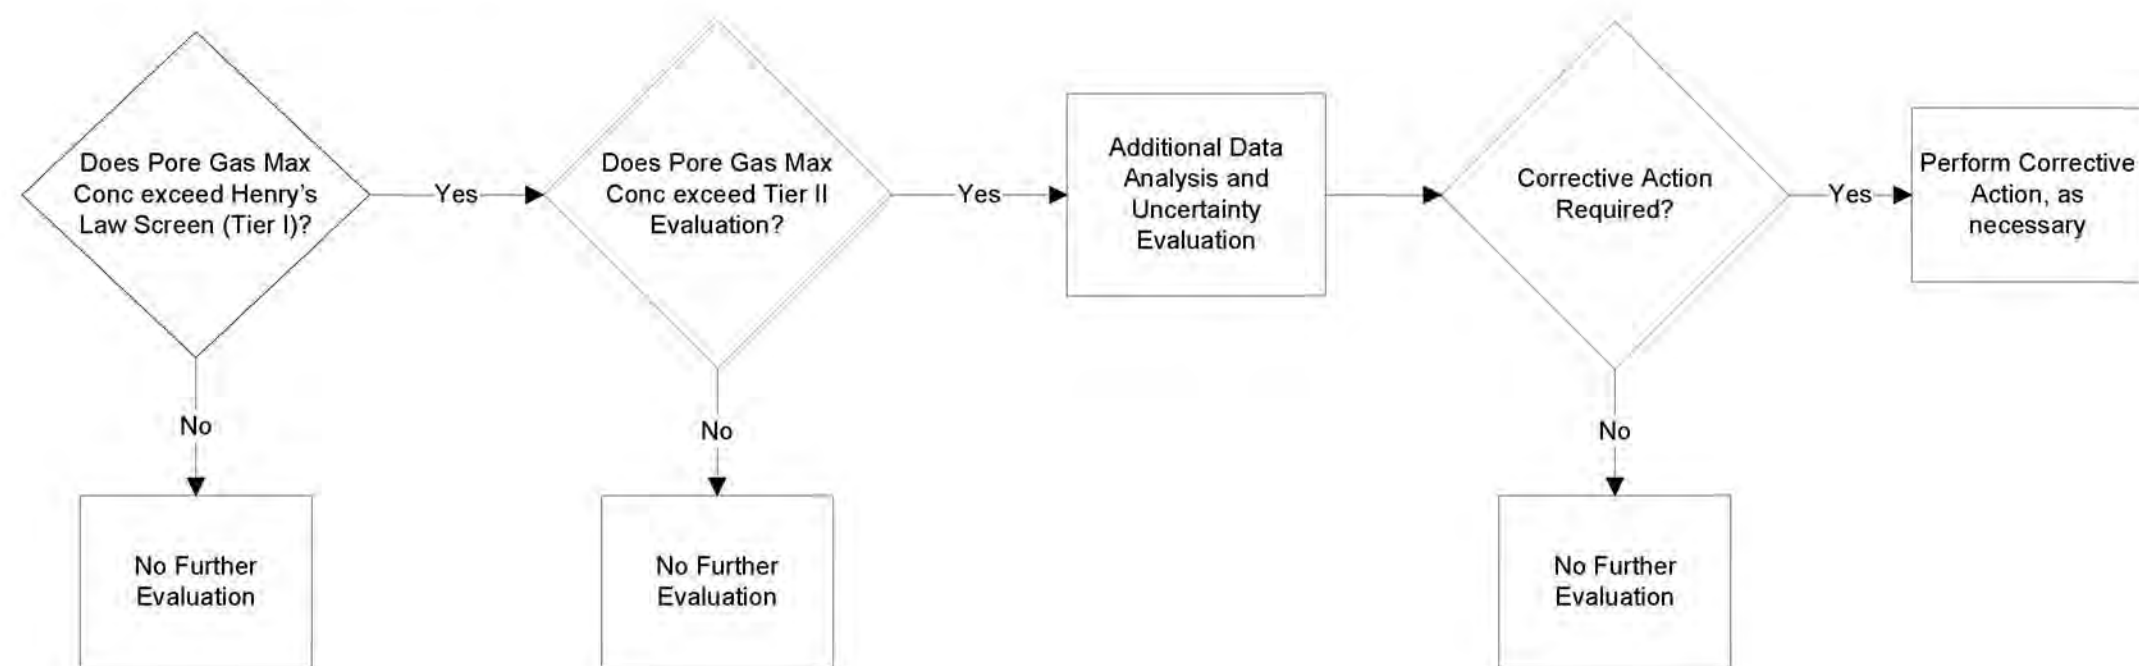 Does Pore Gas Max
Conc exceed Henry's
Law Screen (Tier I)?
Yes
Does Pore Gas Max
Conc exceed Tier II
Evaluation?
Yes
Additional Data
Analysis and
Uncertainty
Evaluation
Corrective Action
Required?
Yes
Perform Corrective
Action, as
necessary
No
No
No
No Further
Evaluation
No Further
Evaluation
No Further
Evaluation